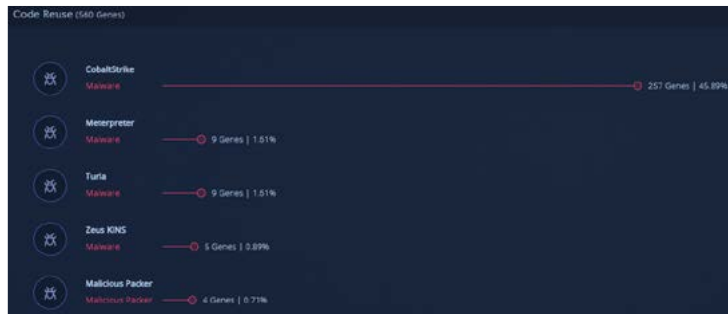 Code Reuse (560 Genes)
CobaltStrike
Malware 257 Genes | 45.89%
Meterpreter
Malware 9 Genes | 1.61%
Turla
Malware 9 Genes | 1.61%
Zeus KINS
Malware 5 Genes | 0.89%
Malicious Packer
Malicious Packer 4 Genes | 0.71%